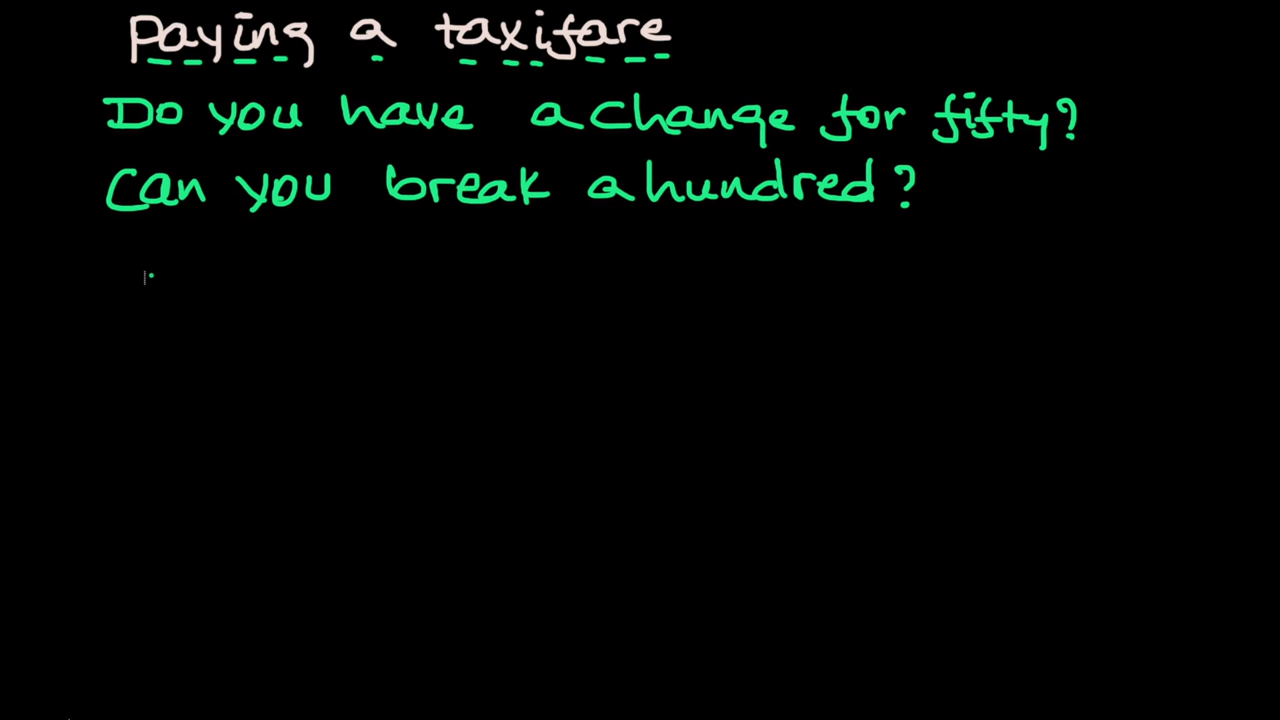 Paying a taxifare
Do you have a change for fifty?
Can you break a hundred?